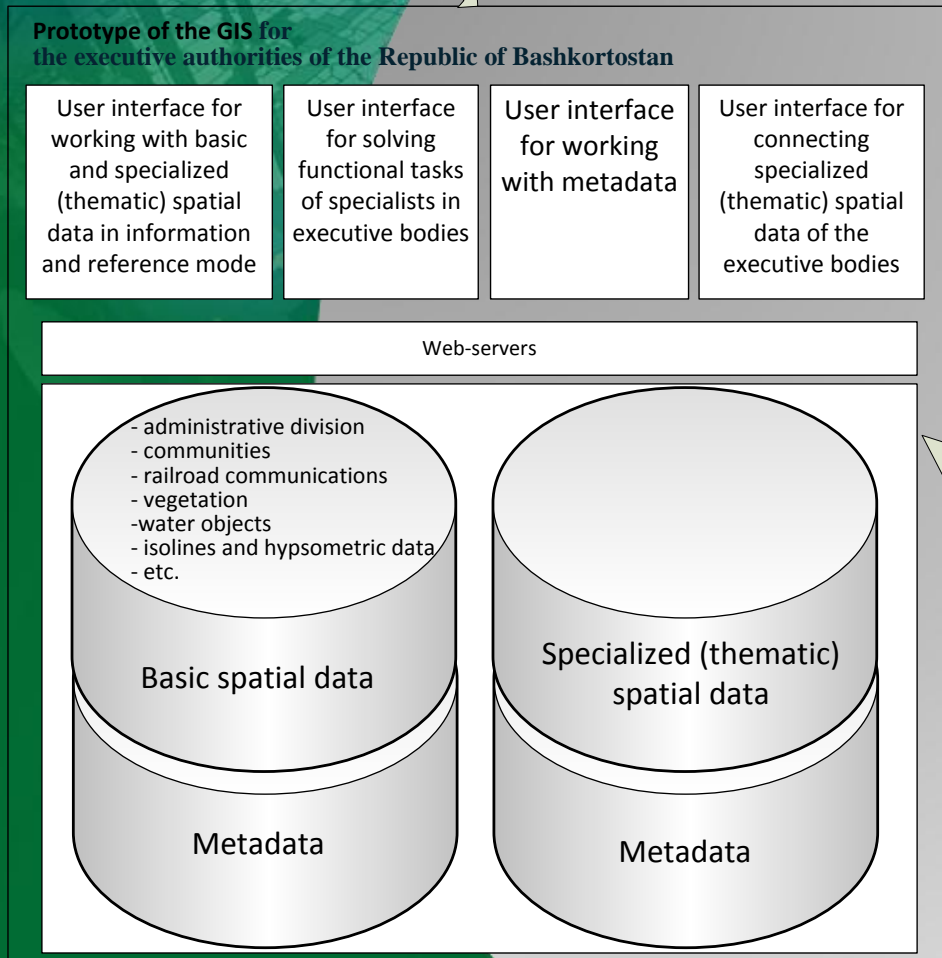 Prototype of the GIS for
the executive authorities of the Republic of Bashkortostan
User interface for
working with basic
and specialized
(thematic) spatial
data in information
and reference mode
User interface
for solving
functional tasks
of specialists in
executive bodies
User interface
for working
with metadata
User interface for
connecting
specialized
(thematic) spatial
data of the
executive bodies
Web-servers
- administrative division
- communities
- railroad communications
- vegetation
-water objects
- isolines and hypsometric data
- etc.
Basic spatial data
Metadata
Specialized (thematic)
spatial data
Metadata